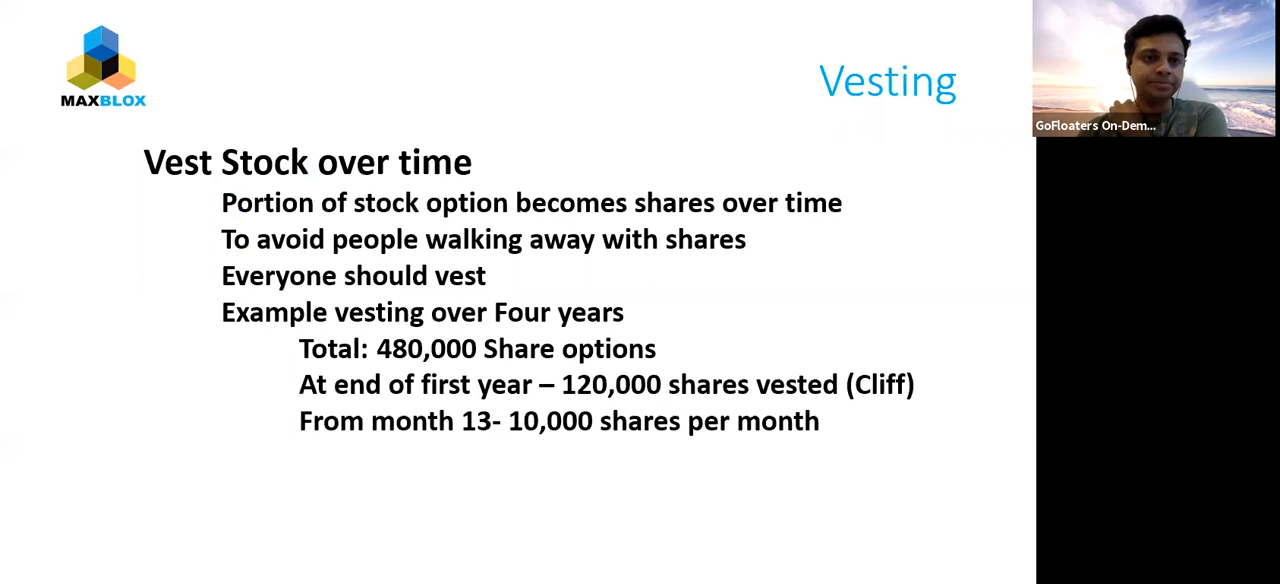 MAXBLOX
Vesting
GoFloaters On-Dem...
Vest Stock over time
Portion of stock option becomes shares over time
To avoid people walking away with shares
Everyone should vest
Example vesting over Four years
Total: 480,000 Share options
At end of first year – 120,000 shares vested (Cliff)
From month 13- 10,000 shares per month